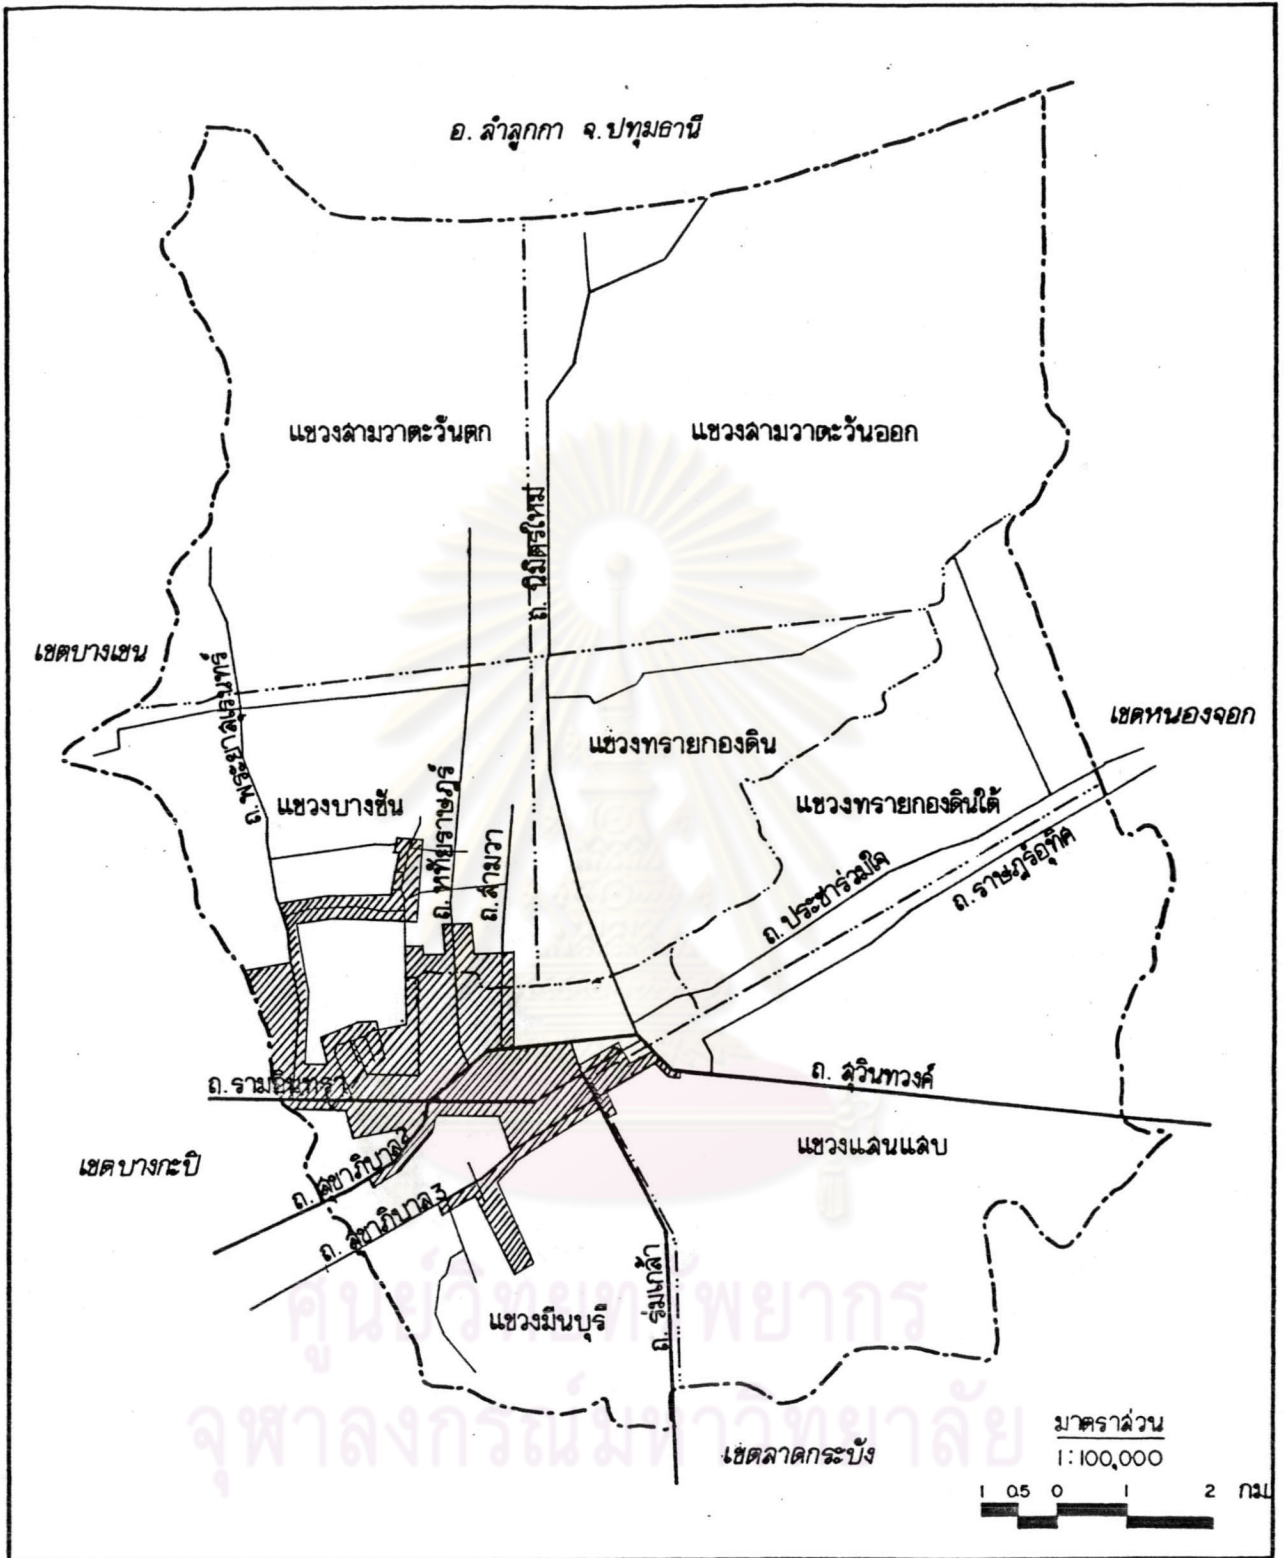 อ. ลำลูกกา จ. ปทุมธานี
แขวงสามวาตะวันตก
แขวงสามวาตะวันออก
ถ. นิมิตรใหม่
เขตบางเขน
ถ. พระยาสุเรนทร์
เขตหนองจอก
แขวงทรายกองดิน
แขวงบางชัน
ถ. หทัยราษฎร์
แขวงทรายกองดินใต้
ถ. สามวา
ถ. ประชาร่วมใจ
ถ. ราษฎร์อุทิศ
ถ. รามอินทรา
ถ. สุวินทวงศ์
เขตบางกะปิ
แขวงแสนแสบ
ถ. สุขาภิบาล 2
ถ. สุขาภิบาล 3
ถ. ร่มเกล้า
แขวงมีนบุรี
ศูนย์วิทยทรัพยากร
จุฬาลงกรณ์มหาวิทยาลัย
เขตลาดกระบัง
มาตราส่วน
1:100,000
1 0.5 0 1 2 กม.